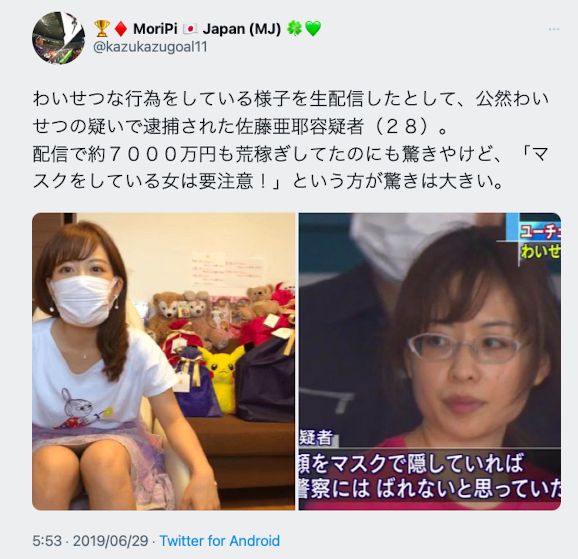 🏆♦️ MoriPi 🇯🇵 Japan (MJ) 🍀💚
@kazukazugoal11
わいせつな行為をしている様子を生配信したとして、公然わい
せつの疑いで逮捕された佐藤亜耶容疑者（２８）。
配信で約７０００万円も荒稼ぎしてたのにも驚きやけど、「マ
スクをしている女は要注意！」という方が驚きは大きい。
ユーチュ
わいせ
疑者
顔をマスクで隠していれば
警察には ばれないと思っていた
5:53 · 2019/06/29 · Twitter for Android